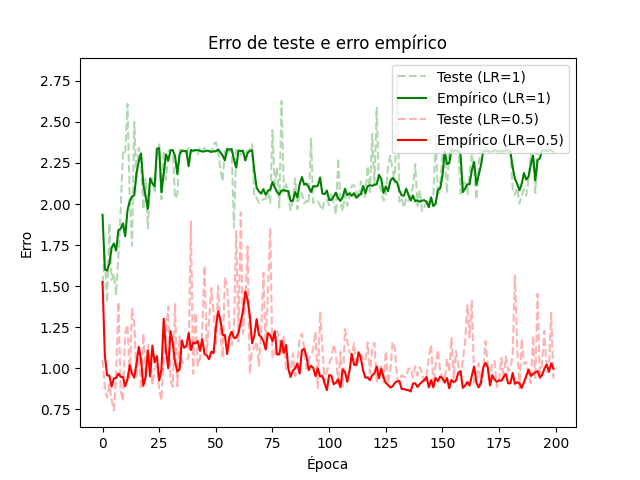 Erro de teste e erro empírico
Teste (LR=1)
Empírico (LR=1)
Teste (LR=0.5)
Empírico (LR=0.5)
Erro
2.75
2.50
2.25
2.00
1.75
1.50
1.25
1.00
0.75
0 25 50 75 100 125 150 175 200
Época